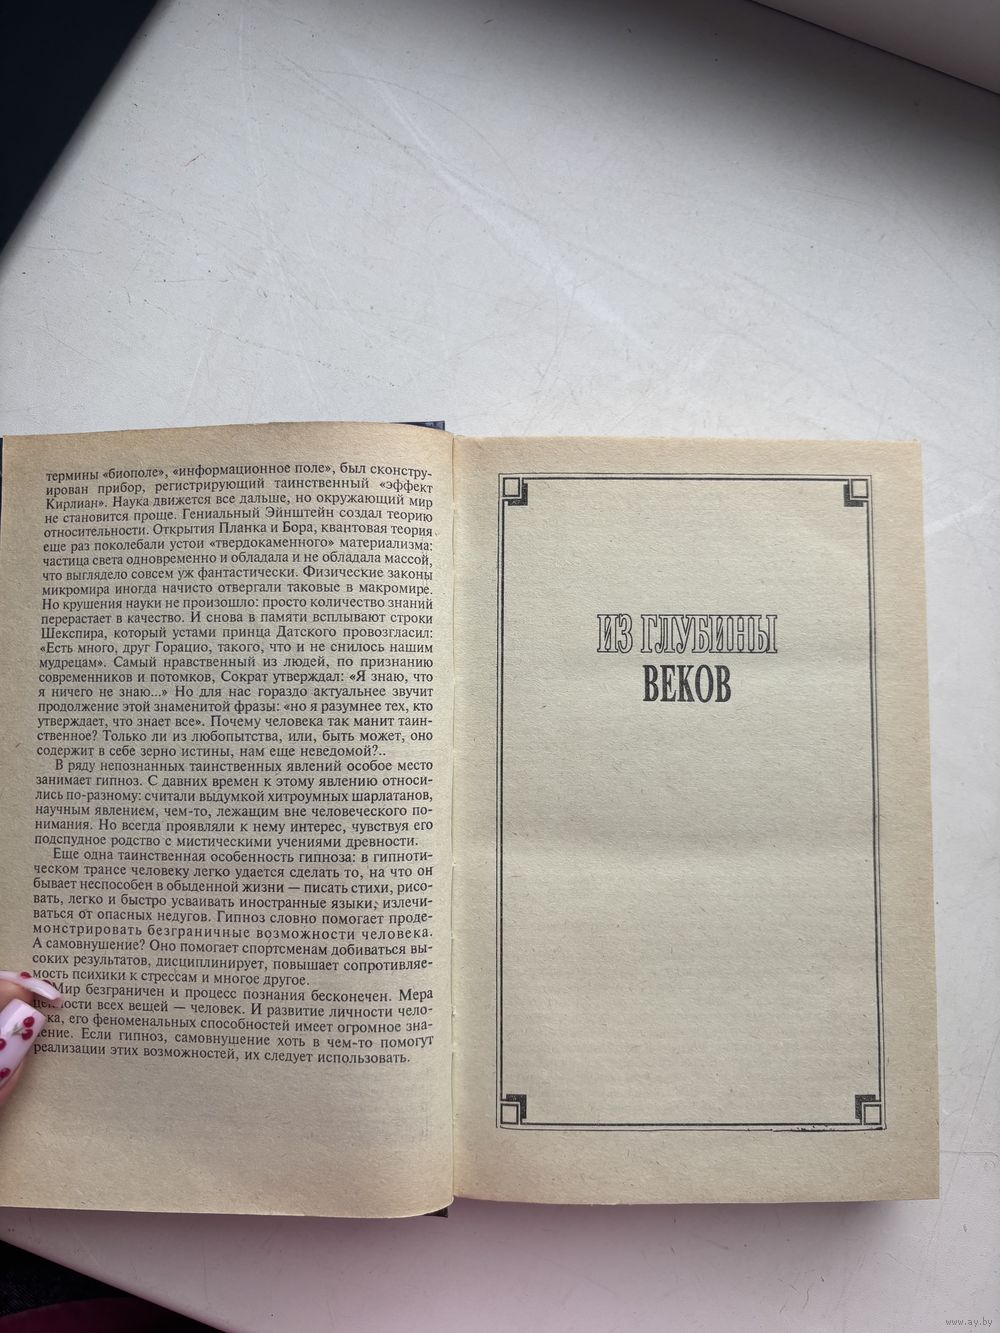 термины «биополе», «информационное поле», был сконстру-
ирован прибор, регистрирующий таинственный «эффект
Кирлиан». Наука движется все дальше, но окружающий мир
не становится проще. Гениальный Эйнштейн создал теорию
относительности. Открытия Планка и Бора, квантовая теория
еще раз поколебали устои «твердокаменного» материализма:
частица света одновременно и обладала и не обладала массой,
что выглядело совсем уж фантастически. Физические законы
микромира иногда начисто отвергали таковые в макромире.
Но крушения науки не произошло: просто количество знаний
перерастает в качество. И снова в памяти всплывают строки
Шекспира, который устами принца Датского провозгласил:
«Есть много, друг Горацио, такого, что и не снилось нашим
мудрецам». Самый нравственный из людей, по признанию
современников и потомков, Сократ утверждал: «Я знаю, что
я ничего не знаю...» Но для нас гораздо актуальнее звучит
продолжение этой знаменитой фразы: «но я разумнее тех, кто
утверждает, что знает все». Почему человека так манит таин-
ственное? Только ли из любопытства, или, быть может, оно
содержит в себе зерно истины, нам еще неведомой?..
В ряду непознанных таинственных явлений особое место
занимает гипноз. С давних времен к этому явлению относи-
лись по-разному: считали выдумкой хитроумных шарлатанов,
научным явлением, чем-то, лежащим вне человеческого по-
нимания. Но всегда проявляли к нему интерес, чувствуя его
подспудное родство с мистическими учениями древности.
Еще одна таинственная особенность гипноза: в гипноти-
ческом трансе человеку легко удается сделать то, на что он
бывает неспособен в обыденной жизни — писать стихи, рисо-
вать, легко и быстро усваивать иностранные языки, излечи-
ваться от опасных недугов. Гипноз словно помогает проде-
монстрировать безграничные возможности человека.
А самовнушение? Оно помогает спортсменам добиваться вы-
соких результатов, дисциплинирует, повышает сопротивляе-
мость психики к стрессам и многое другое.
Мир безграничен и процесс познания бесконечен. Мера
всех вещей — человек. И развитие личности чело-
его феноменальных способностей имеет огромное зна-
Если гипноз, самовнушение хоть в чем-то помогут
реализации этих возможностей, их следует использовать.
ИЗ ГЛУБИНЫ
ВЕКОВ
www.ay.by